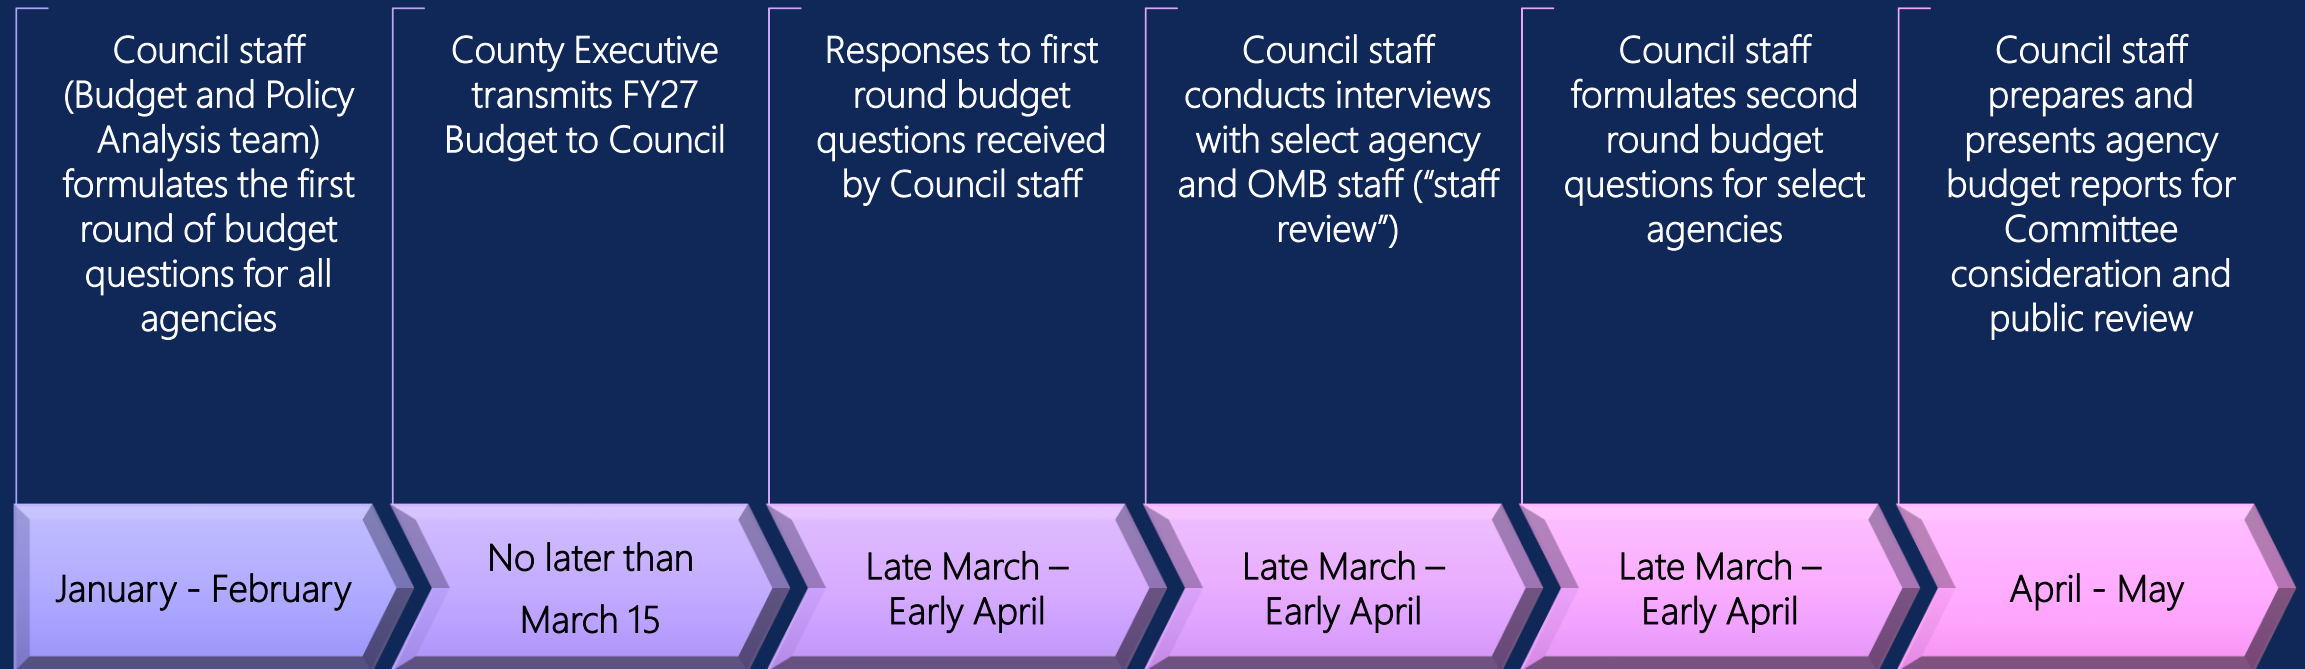 Council staff
(Budget and Policy
Analysis team)
formulates the first
round of budget
questions for all
agencies
January - February
County Executive
transmits FY27
Budget to Council
No later than
March 15
Responses to first
round budget
questions received
by Council staff
Late March –
Early April
Council staff
conducts interviews
with select agency
and OMB staff (“staff
review”)
Late March –
Early April
Council staff
formulates second
round budget
questions for select
agencies
Late March –
Early April
Council staff
prepares and
presents agency
budget reports for
Committee
consideration and
public review
April - May